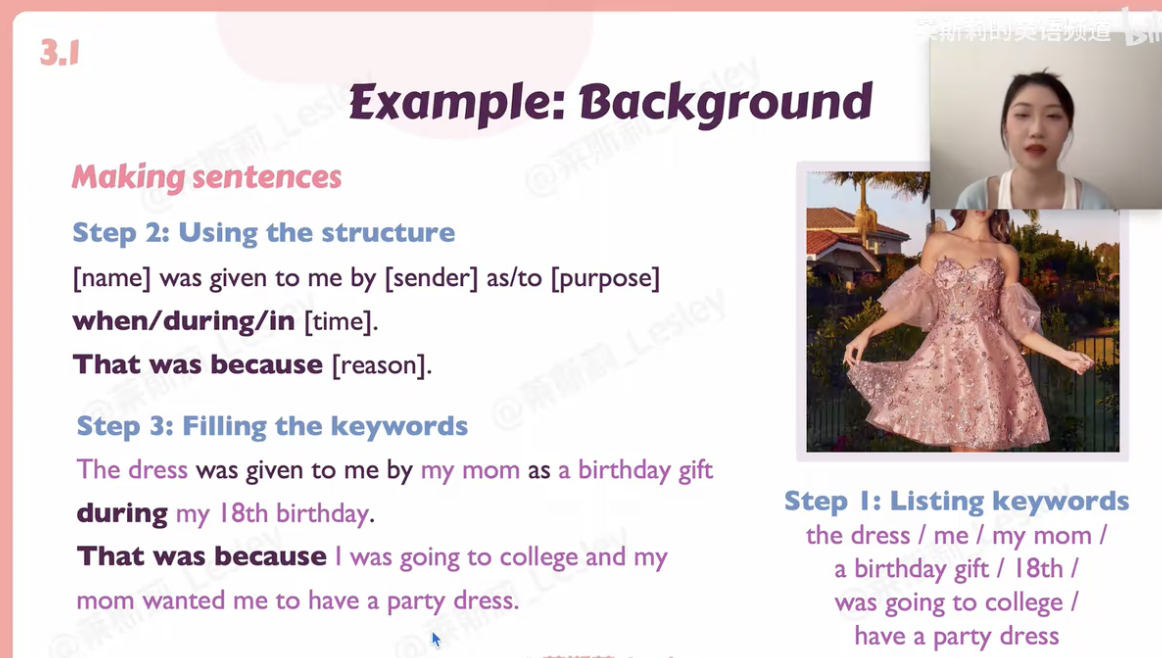 3.1
莱斯莉的英语频道
Example: Background
Making sentences
Step 2: Using the structure
[name] was given to me by [sender] as/to [purpose]
when/during/in [time].
That was because [reason].
Step 3: Filling the keywords
The dress was given to me by my mom as a birthday gift
during my 18th birthday.
That was because I was going to college and my
mom wanted me to have a party dress.
Step 1: Listing keywords
the dress / me / my mom /
a birthday gift / 18th /
was going to college /
have a party dress
@莱斯莉_Lesley